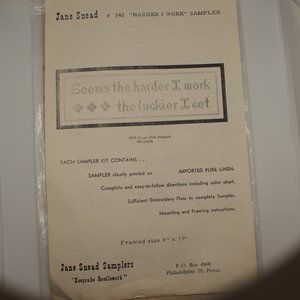 Jane Snead # 342 "HARDER I WORK" SAMPLER
Seems the harder I work
the luckier I get
EACH SAMPLER KIT CONTAINS . . .
SAMPLER clearly printed on . . . . . IMPORTED PURE LINEN.
Complete and easy-to-follow directions including color chart.
Sufficient Embroidery Floss to complete Sampler.
Mounting and Framing instructions.
Framed size 6" x
Jane Snead Samplers
"Keepsake Needlework"
P.O. Box 4909
Philadelphia 19, Penna.